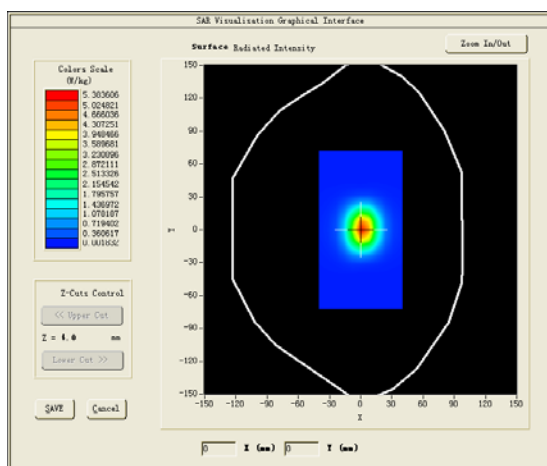 SAR Visualisation Graphical Interface
Surface Radiated Intensity
Zoom In/Out
Colors Scale
(W/kg)
5.383606
5.024821
4.666036
4.307251
3.948466
3.589681
3.230896
2.872111
2.513326
2.154542
1.795757
1.436972
1.078187
0.719402
0.360617
0.001832
150
120
90
60
30
0
-30
-60
-90
-120
-150
Y
-150 -120 -90 -60 -30 0 30 60 90 120 150
X
Z-Cuts Control
<< Upper Cut
Z = 4.0 mm
Lower Cut >>
SAVE Cancel
0 X (mm) 0 Y (mm)